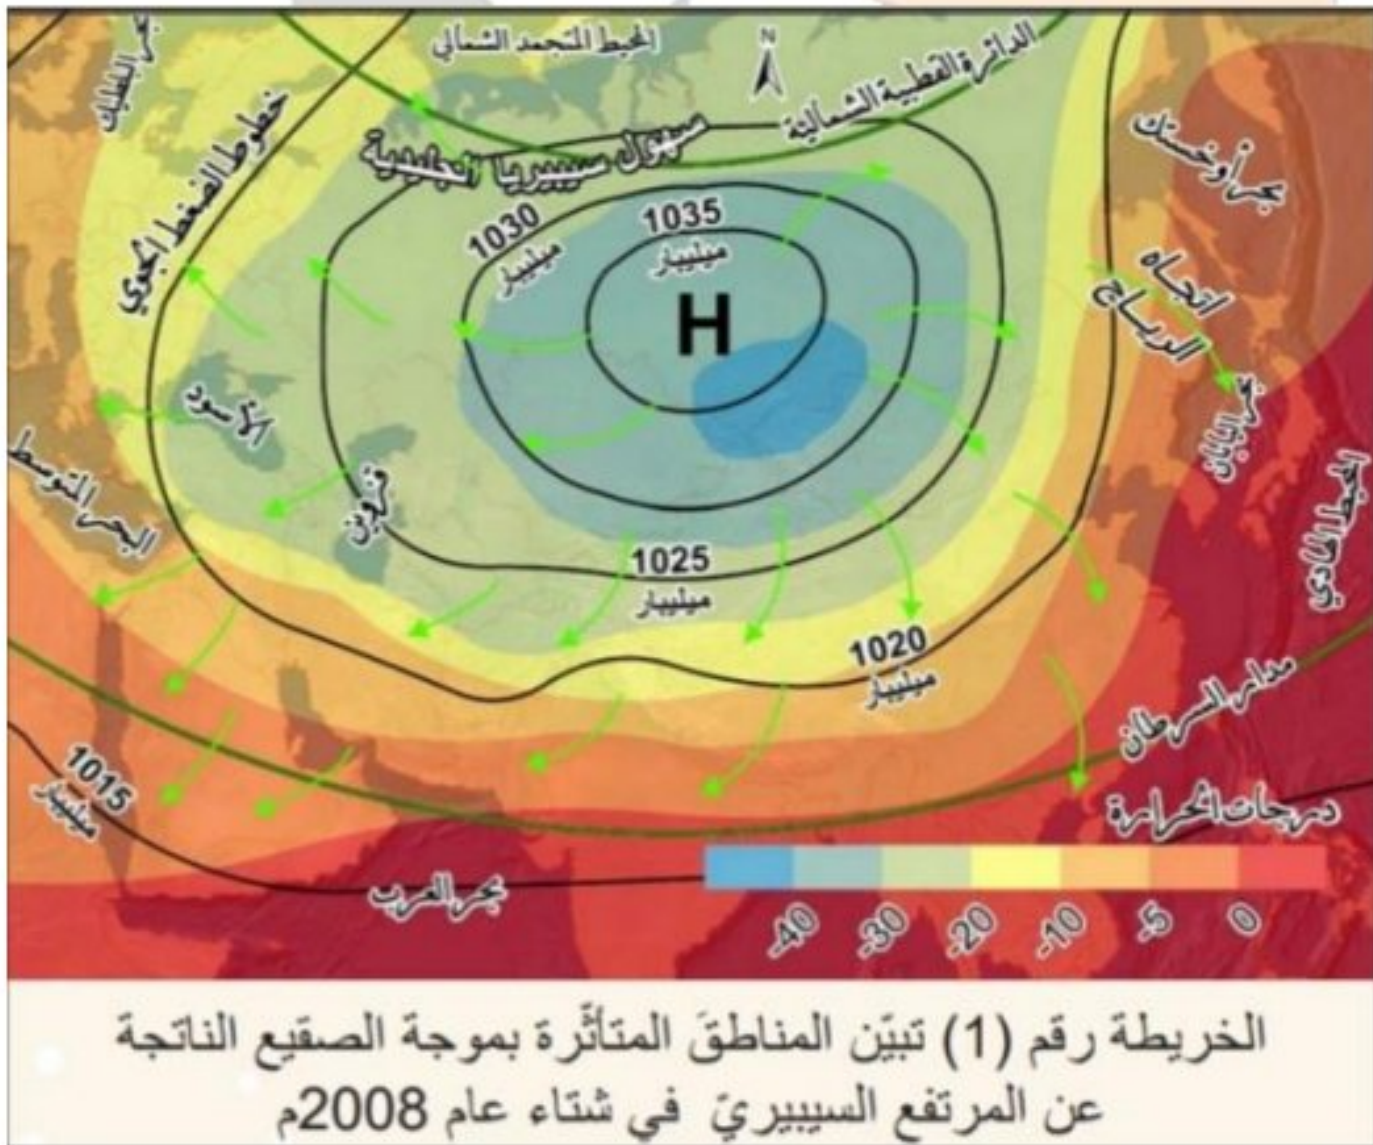 المحيط المتجمد الشمالي
N
الدائرة القطبية الشمالية
بحر البلطيك
خطوط الضغط الجوي
سهول سيبيريا الجليدية
بحر أوخستك
1030
ميليبار
1035
ميليبار
H
اتجاه
الرياح
الأسود
بحر اليابان
البحر المتوسط
قزوين
المحيط الهادي
1025
ميليبار
1020
ميليبار
مدار السرطان
1015
ميليبار
درجات الحرارة
بحر العرب
-40
-30
-20
-10
-5
0
الخريطة رقم (1) تبيّن المناطقَ المتأثّرة بموجة الصقيع الناتجة
عن المرتفع السيبيريّ في شتاء عام 2008م